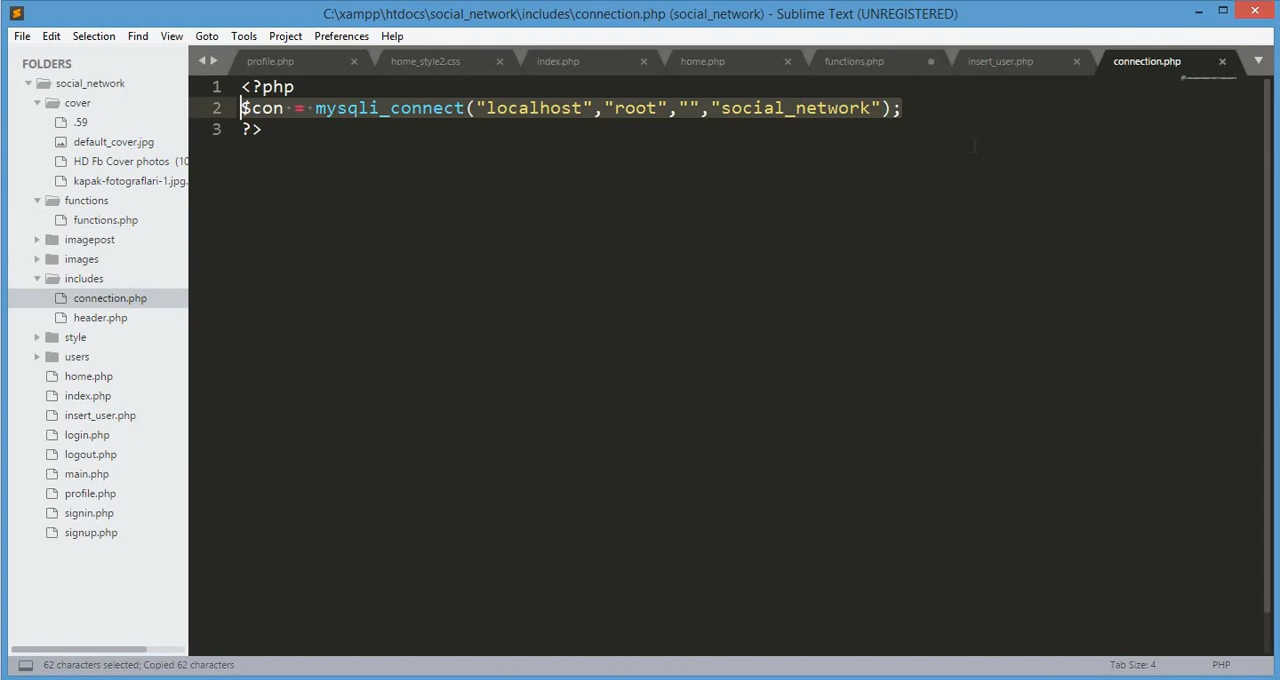 C:\xampp\htdocs\social_network\includes\connection.php (social_network) - Sublime Text (UNREGISTERED)
File Edit Selection Find View Goto Tools Project Preferences Help
FOLDERS
social_network
cover
.59
default_cover.jpg
HD Fb Cover photos (10
kapak-fotograflari-1.jpg.
functions
functions.php
imagepost
images
includes
connection.php
header.php
style
users
home.php
index.php
insert_user.php
login.php
logout.php
main.php
profile.php
signin.php
signup.php
profile.php home_style2.css index.php home.php functions.php insert_user.php connection.php
1 <?php
2 $con = mysqli_connect("localhost","root","","social_network");
3 ?>
62 characters selected; Copied 62 characters Tab Size: 4 PHP